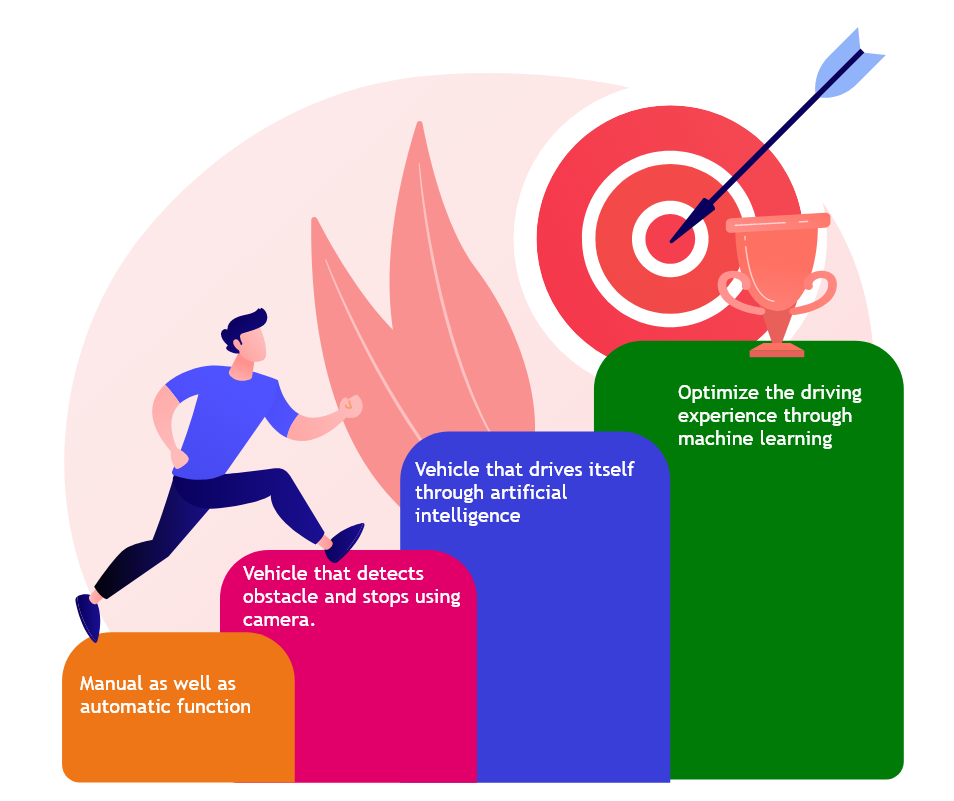 Optimize the driving
experience through
machine learning
Vehicle that drives itself
through artificial
intelligence
Vehicle that detects
obstacle and stops using
camera.
Manual as well as
automatic function